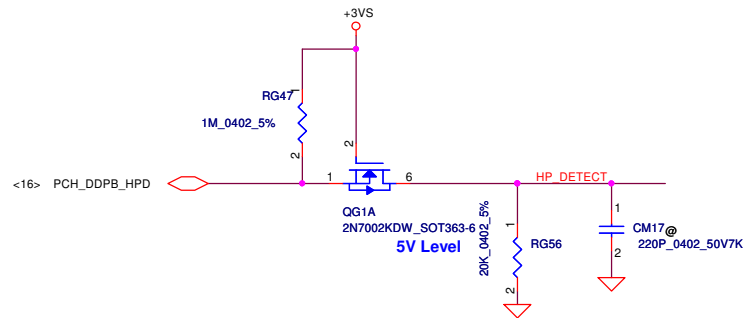 +3VS
1
RG47
1M_0402_5%
2
2
<16> PCH_DDPB_HPD
1
6
HP_DETECT
QG1A
2N7002KDW_SOT363-6
5V Level
1
20K_0402_5%
RG56
2
1
CM17@
220P_0402_50V7K
2